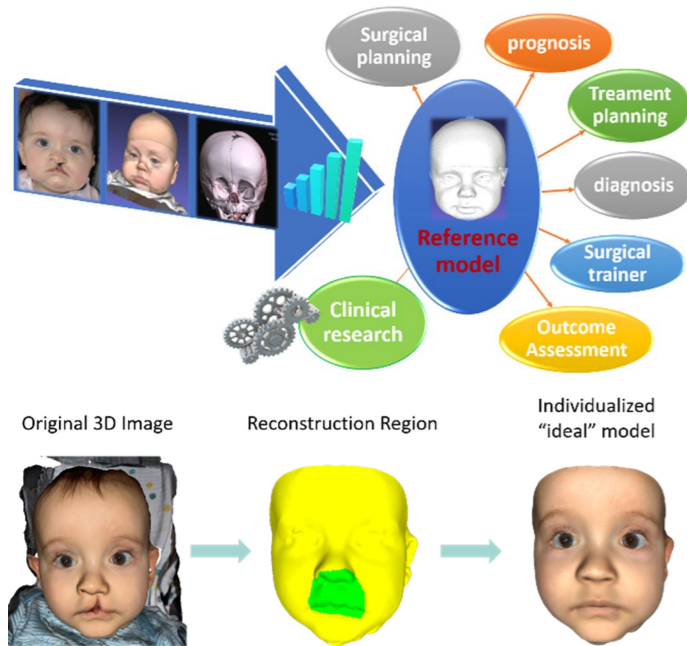 Surgical
planning
prognosis
Treament
planning
diagnosis
Reference
model
Surgical
trainer
Clinical
research
Outcome
Assessment
Original 3D Image
Reconstruction Region
Individualized
“ideal” model